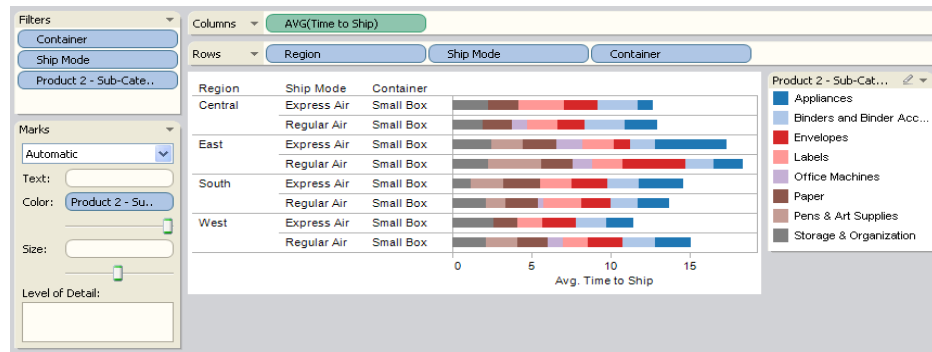 Filters
Container
Ship Mode
Product 2 - Sub-Cate..
Marks
Automatic
Text:
Color: Product 2 - Su..
Size:
Level of Detail:
Columns AVG(Time to Ship)
Rows Region Ship Mode Container
Region Ship Mode Container
Central Express Air Small Box
Regular Air Small Box
East Express Air Small Box
Regular Air Small Box
South Express Air Small Box
Regular Air Small Box
West Express Air Small Box
Regular Air Small Box
0 5 10 15
Avg. Time to Ship
Product 2 - Sub-Cat...
Appliances
Binders and Binder Acc...
Envelopes
Labels
Office Machines
Paper
Pens & Art Supplies
Storage & Organization